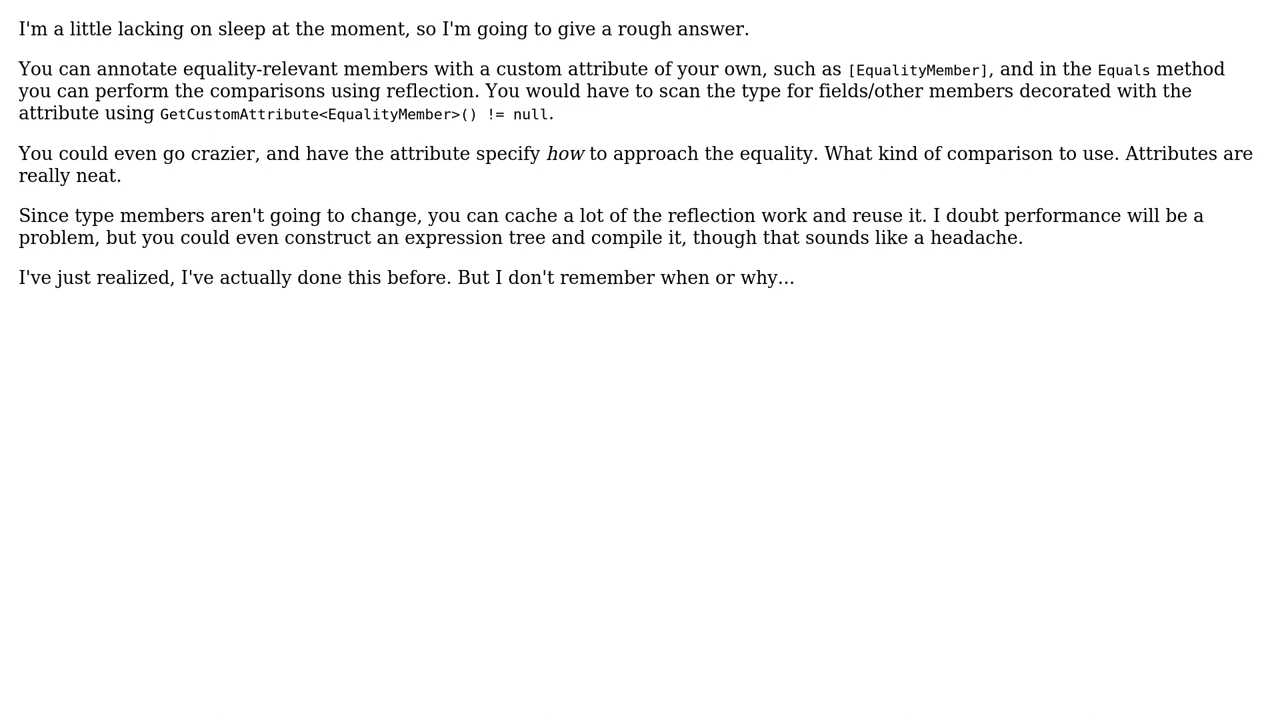 I'm a little lacking on sleep at the moment, so I'm going to give a rough answer.
You can annotate equality-relevant members with a custom attribute of your own, such as [EqualityMember], and in the Equals method
you can perform the comparisons using reflection. You would have to scan the type for fields/other members decorated with the
attribute using GetCustomAttribute<EqualityMember>() != null.
You could even go crazier, and have the attribute specify how to approach the equality. What kind of comparison to use. Attributes are
really neat.
Since type members aren't going to change, you can cache a lot of the reflection work and reuse it. I doubt performance will be a
problem, but you could even construct an expression tree and compile it, though that sounds like a headache.
I've just realized, I've actually done this before. But I don't remember when or why...